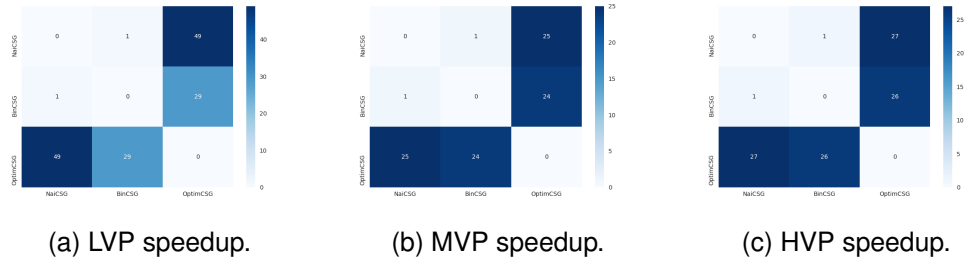 NaiCSG
0 1 49
BinCSG
1 0 29
OptimCSG
49 29 0
NaiCSG BinCSG OptimCSG
40
30
20
10
0
(a) LVP speedup.
NaiCSG
0 1 25
BinCSG
1 0 24
OptimCSG
25 24 0
NaiCSG BinCSG OptimCSG
25
20
15
10
5
0
(b) MVP speedup.
NaiCSG
0 1 27
BinCSG
1 0 26
OptimCSG
27 26 0
NaiCSG BinCSG OptimCSG
25
20
15
10
5
0
(c) HVP speedup.